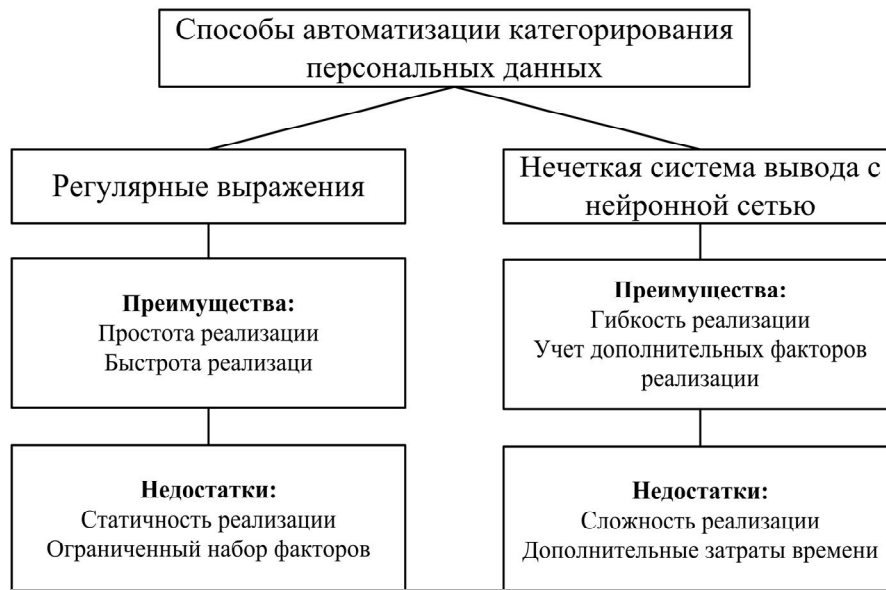 Способы автоматизации категорирования
персональных данных
Регулярные выражения
Преимущества:
Простота реализации
Быстрота реализаци
Недостатки:
Статичность реализации
Ограниченный набор факторов
Нечеткая система вывода с
нейронной сетью
Преимущества:
Гибкость реализации
Учет дополнительных факторов
реализации
Недостатки:
Сложность реализации
Дополнительные затраты времени